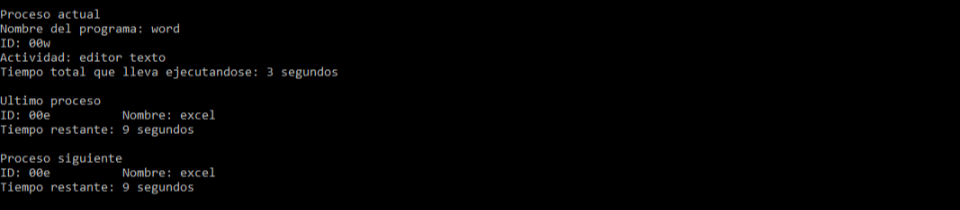 Proceso actual
Nombre del programa: word
ID: 00w
Actividad: editor texto
Tiempo total que lleva ejecutandose: 3 segundos
Ultimo proceso
ID: 00e Nombre: excel
Tiempo restante: 9 segundos
Proceso siguiente
ID: 00e Nombre: excel
Tiempo restante: 9 segundos